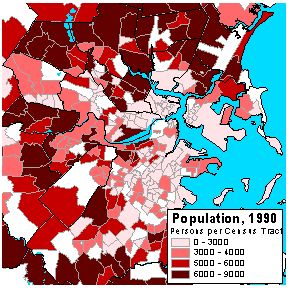 Population, 1990
Persons per Census Tract
0 - 3000
3000 - 4000
5000 - 6000
6000 - 9000